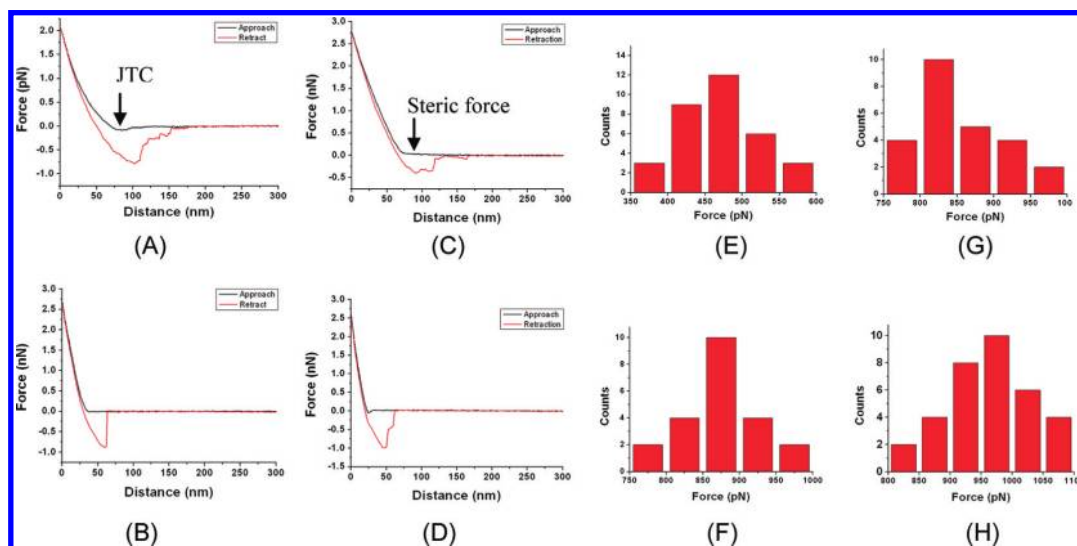 Force (pN)
2.0
1.5
1.0
0.5
0.0
-0.5
-1.0
Approach
Retract
JTC
0 50 100 150 200 250 300
Distance (nm)
(A)
Force (nN)
3.0
2.5
2.0
1.5
1.0
0.5
0.0
-0.5
Approach
Retraction
Steric force
0 50 100 150 200 250 300
Distance (nm)
(C)
Counts
14
12
10
8
6
4
2
0
350 400 450 500 550 600
Force (pN)
(E)
Counts
10
8
6
4
2
0
750 800 850 900 950 100
Force (pN)
(G)
Force (nN)
3.0
2.5
2.0
1.5
1.0
0.5
0.0
-0.5
-1.0
Approach
Retract
0 50 100 150 200 250 300
Distance (nm)
(B)
Force (nN)
3.0
2.5
2.0
1.5
1.0
0.5
0.0
-0.5
-1.0
-1.5
Approach
Retraction
0 50 100 150 200 250 300
Distance (nm)
(D)
Counts
10
8
6
4
2
0
750 800 850 900 950 1000
Force (pN)
(F)
Counts
10
8
6
4
2
0
800 850 900 950 1000 1050 110
Force (pN)
(H)